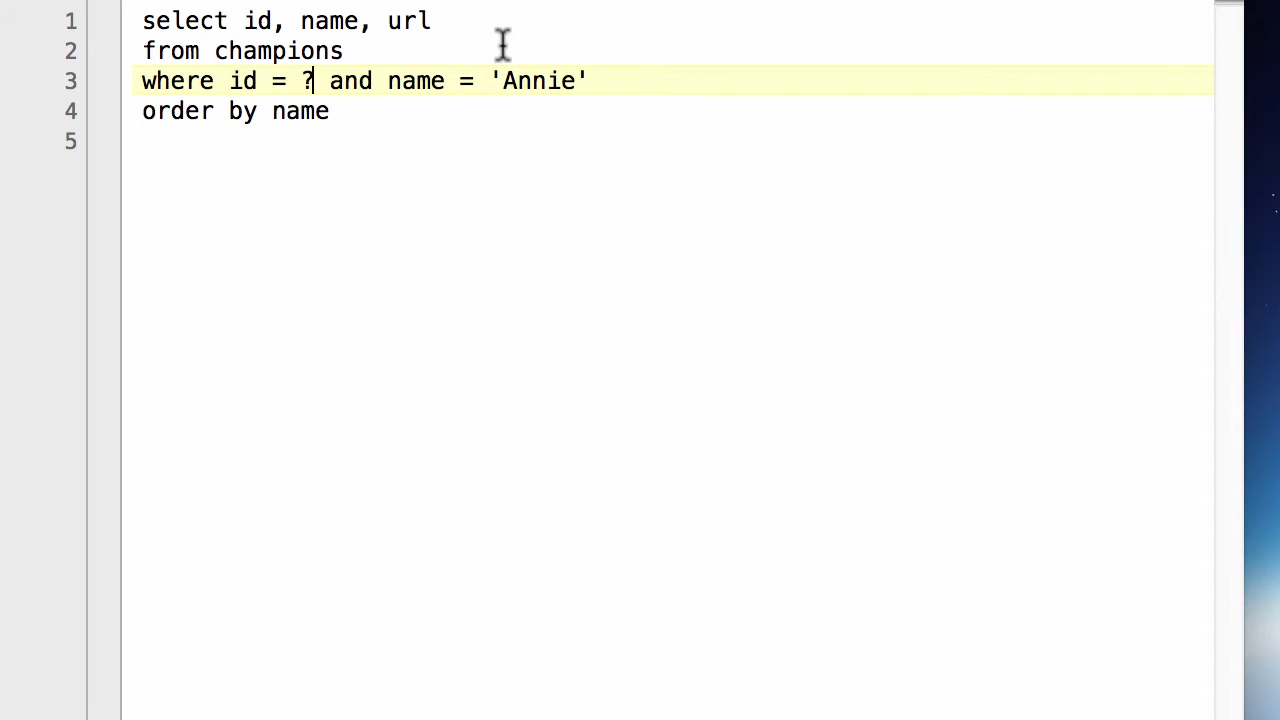 1 select id, name, url
2 from champions
3 where id = ? and name = 'Annie'
4 order by name
5